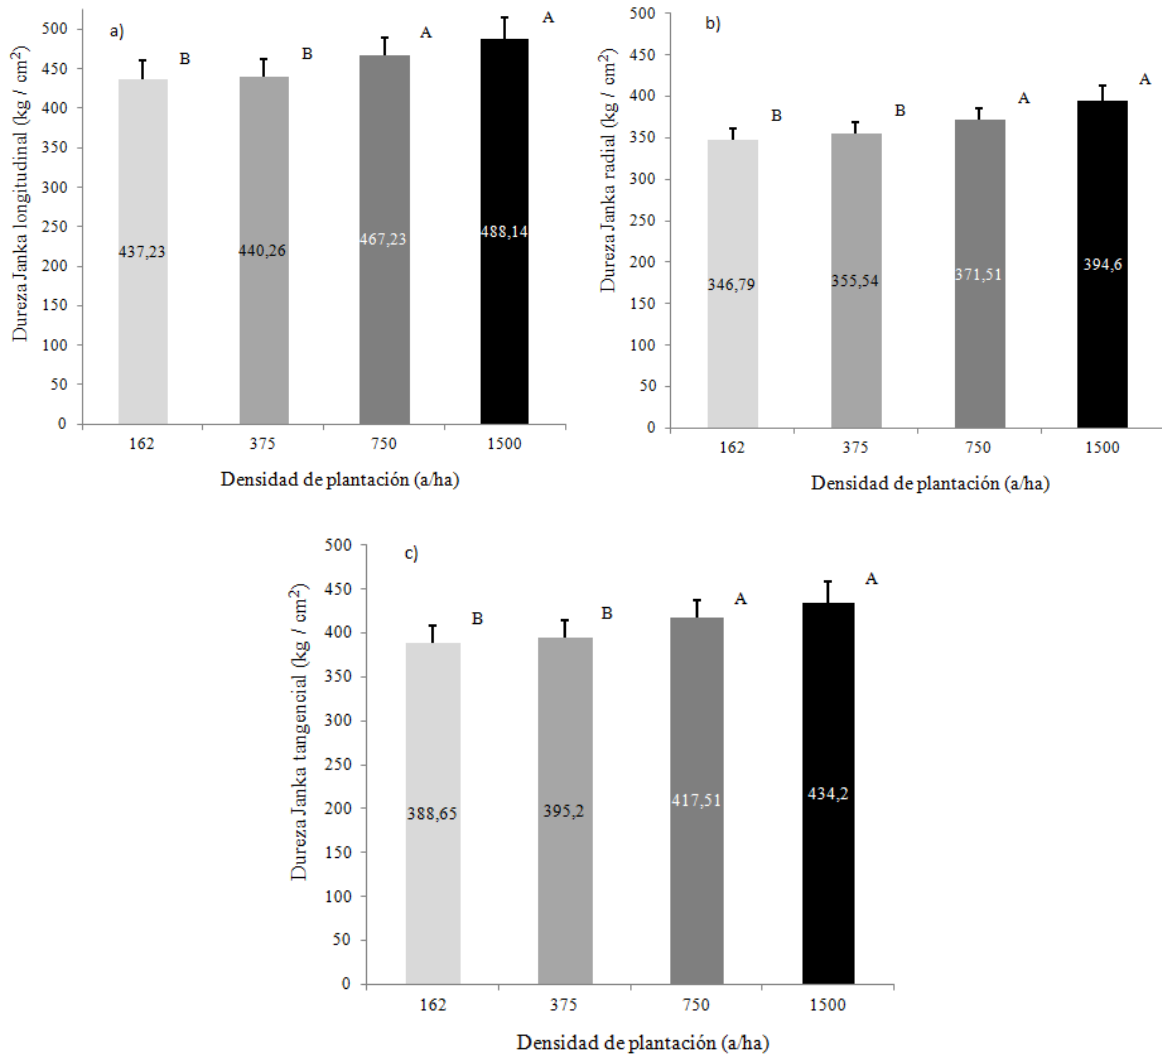 a)
Dureza Janka longitudinal (kg / cm²)
500
450
400
350
300
250
200
150
100
50
0
B
B
A
A
437,23
440,26
467,23
488,14
162
375
750
1500
Densidad de plantación (a/ha)
b)
Dureza Janka radial (kg / cm²)
500
450
400
350
300
250
200
150
100
50
0
B
B
A
A
346,79
355,54
371,51
394,6
162
375
750
1500
Densidad de plantación (a/ha)
c)
Dureza Janka tangencial (kg / cm²)
500
450
400
350
300
250
200
150
100
50
0
B
B
A
A
388,65
395,2
417,51
434,2
162
375
750
1500
Densidad de plantación (a/ha)